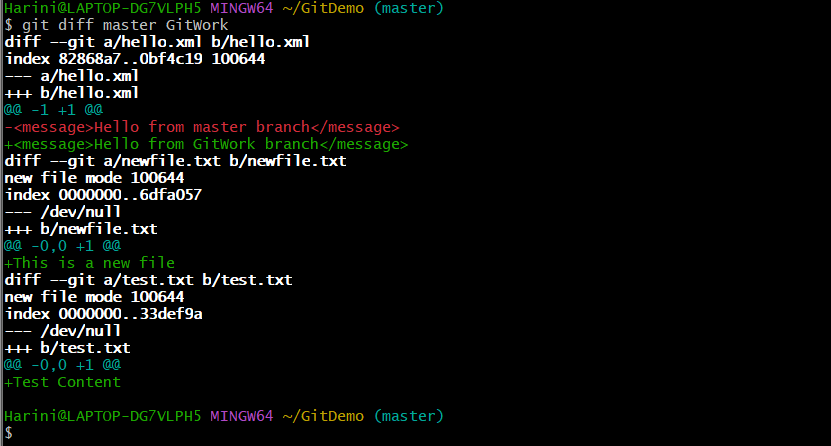 Harini@LAPTOP-DG7VLPH5 MINGW64 ~/GitDemo (master)
$ git diff master GitWork
diff --git a/hello.xml b/hello.xml
index 82868a7..0bf4c19 100644
--- a/hello.xml
+++ b/hello.xml
@@ -1 +1 @@
-<message>Hello from master branch</message>
+<message>Hello from GitWork branch</message>
diff --git a/newfile.txt b/newfile.txt
new file mode 100644
index 0000000..6dfa057
--- /dev/null
+++ b/newfile.txt
@@ -0,0 +1 @@
+This is a new file
diff --git a/test.txt b/test.txt
new file mode 100644
index 0000000..33def9a
--- /dev/null
+++ b/test.txt
@@ -0,0 +1 @@
+Test Content
Harini@LAPTOP-DG7VLPH5 MINGW64 ~/GitDemo (master)
$